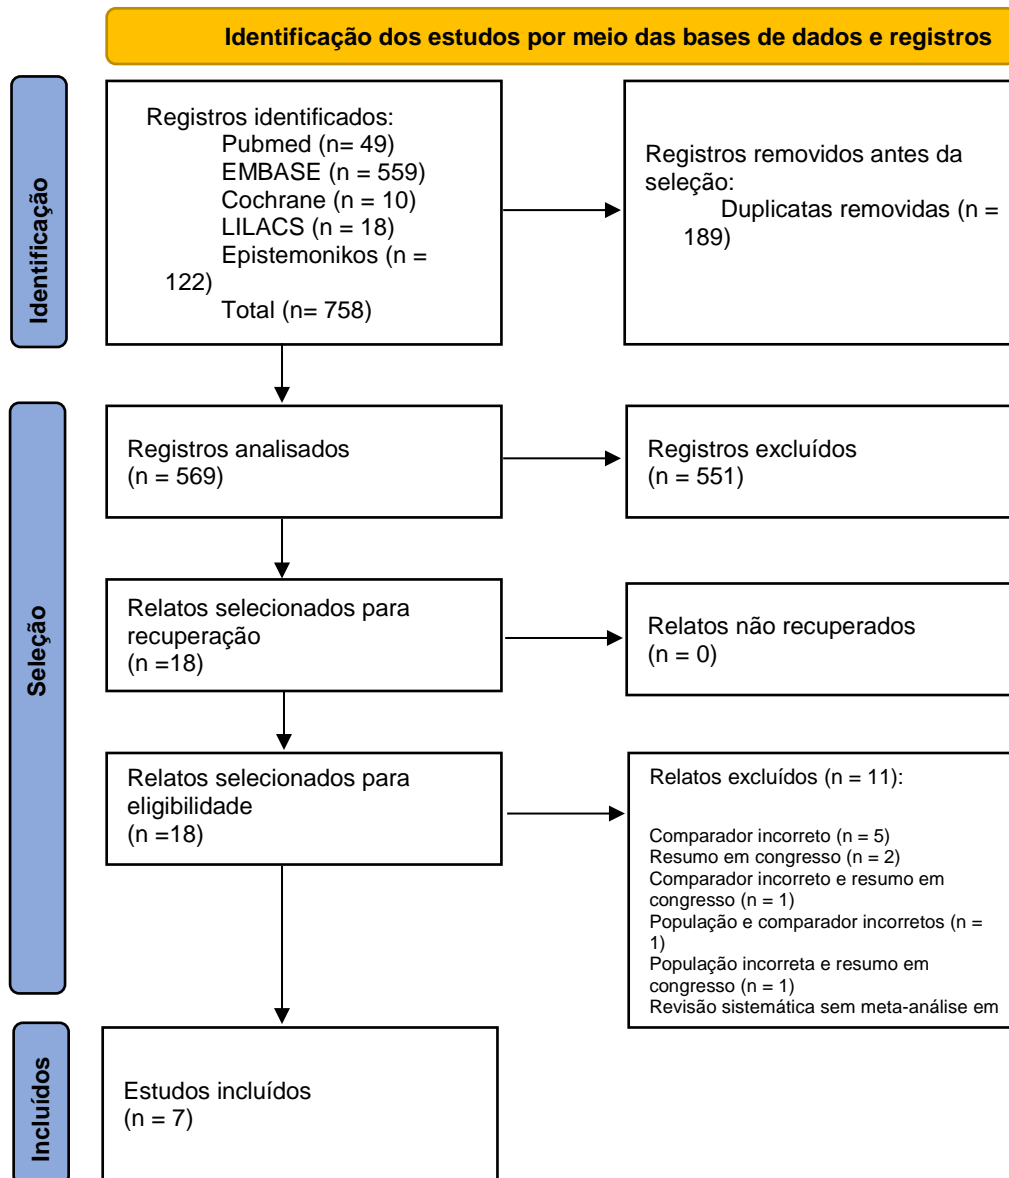 Identificação dos estudos por meio das bases de dados e registros
Identificação
Registros identificados:
Pubmed (n= 49)
EMBASE (n = 559)
Cochrane (n = 10)
LILACS (n = 18)
Epistemonikos (n =
122)
Total (n= 758)
Registros removidos antes da
seleção:
Duplicatas removidas (n =
189)
Seleção
Registros analisados
(n = 569)
Registros excluídos
(n = 551)
Relatos selecionados para
recuperação
(n =18)
Relatos não recuperados
(n = 0)
Relatos selecionados para
eligibilidade
(n =18)
Relatos excluídos (n = 11):
Comparador incorreto (n = 5)
Resumo em congresso (n = 2)
Comparador incorreto e resumo em
congresso (n = 1)
População e comparador incorretos (n =
1)
População incorreta e resumo em
congresso (n = 1)
Revisão sistemática sem meta-análise em
Incluídos
Estudos incluídos
(n = 7)